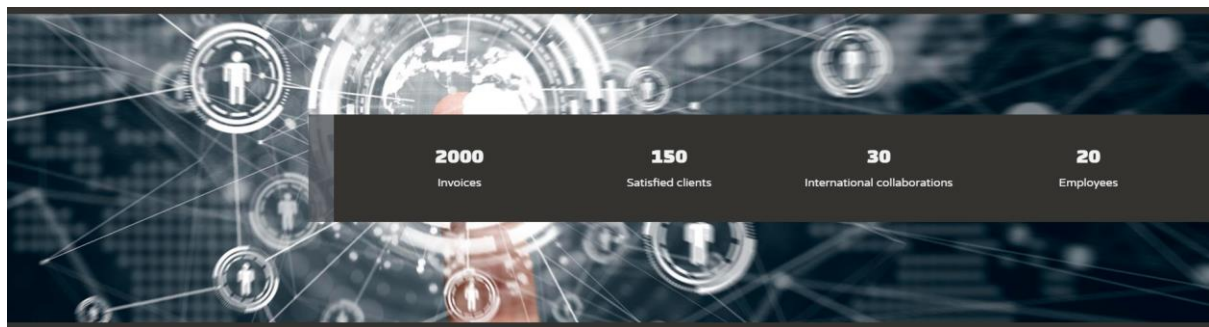 2000
Invoices
150
Satisfied clients
30
International collaborations
20
Employees